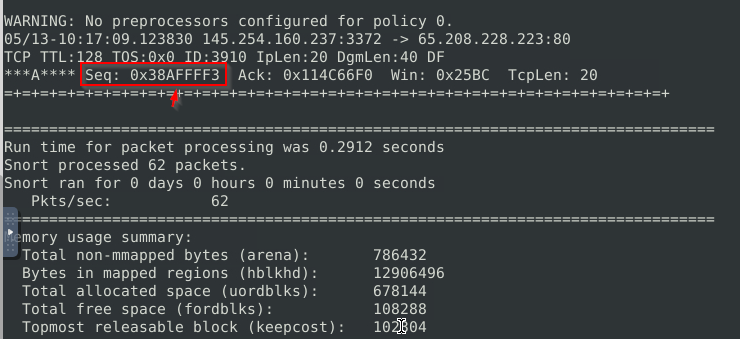 WARNING: No preprocessors configured for policy 0.
05/13-10:17:09.123830 145.254.160.237:3372 -> 65.208.228.223:80
TCP TTL:128 TOS:0x0 ID:3910 IpLen:20 DgmLen:40 DF
***A**** Seq: 0x38AFFFF3  Ack: 0x114C66F0  Win: 0x25BC  TcpLen: 20
=+=+=+=+=+=+=+=+=+=+=+=+=+=+=+=+=+=+=+=+=+=+=+=+=+=+=+=+=+=+=+=+=+=+=+=+=+
===============================================================================
Run time for packet processing was 0.2912 seconds
Snort processed 62 packets.
Snort ran for 0 days 0 hours 0 minutes 0 seconds
   Pkts/sec:           62
===============================================================================
Memory usage summary:
  Total non-mmapped bytes (arena):       786432
  Bytes in mapped regions (hblkhd):      12906496
  Total allocated space (uordblks):      678144
  Total free space (fordblks):           108288
  Topmost releasable block (keepcost):